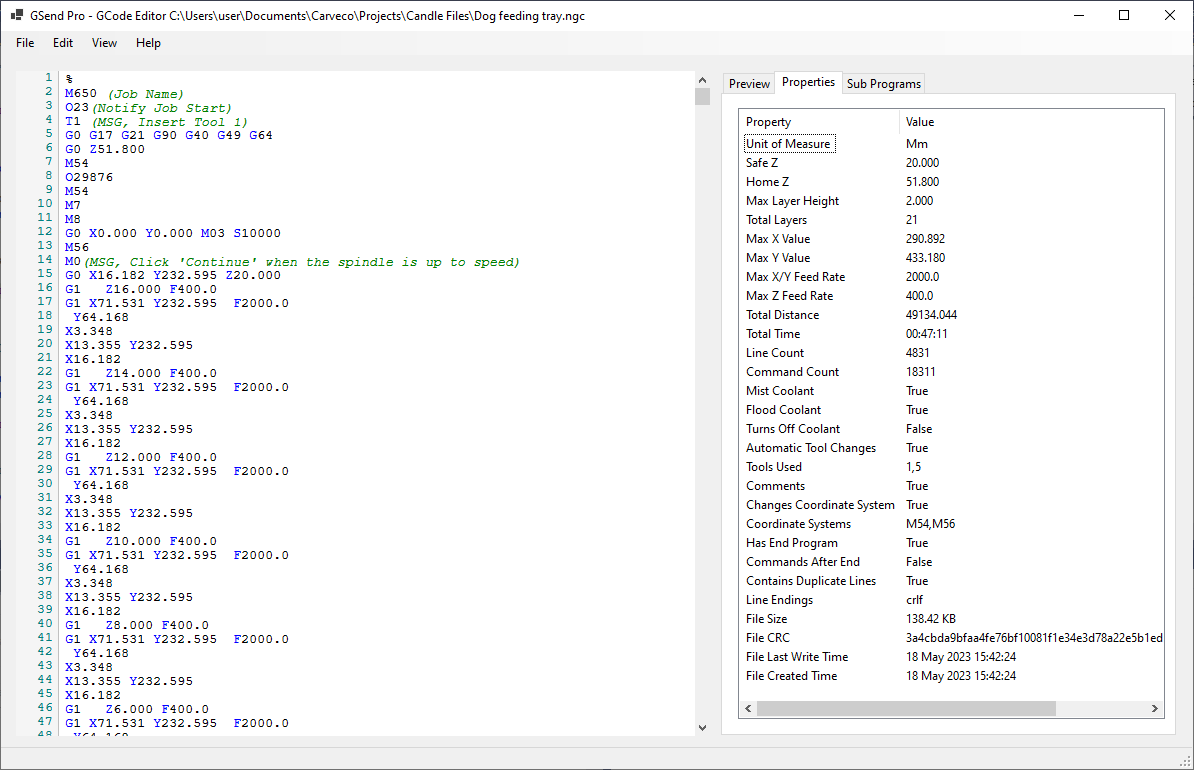 GSend Pro - GCode Editor C:\Users\user\Documents\Carveco\Projects\Candle Files\Dog feeding tray.ngc
File Edit View Help
1 %
2 M650 (Job Name)
3 O23(Notify Job Start)
4 T1 (MSG, Insert Tool 1)
5 G0 G17 G21 G90 G40 G49 G64
6 G0 Z51.800
7 M54
8 O29876
9 M54
10 M7
11 M8
12 G0 X0.000 Y0.000 M03 S10000
13 M56
14 M0(MSG, Click 'Continue' when the spindle is up to speed)
15 G0 X16.182 Y232.595 Z20.000
16 G1 Z16.000 F400.0
17 G1 X71.531 Y232.595 F2000.0
18 Y64.168
19 X3.348
20 X13.355 Y232.595
21 X16.182
22 G1 Z14.000 F400.0
23 G1 X71.531 Y232.595 F2000.0
24 Y64.168
25 X3.348
26 X13.355 Y232.595
27 X16.182
28 G1 Z12.000 F400.0
29 G1 X71.531 Y232.595 F2000.0
30 Y64.168
31 X3.348
32 X13.355 Y232.595
33 X16.182
34 G1 Z10.000 F400.0
35 G1 X71.531 Y232.595 F2000.0
36 Y64.168
37 X3.348
38 X13.355 Y232.595
39 X16.182
40 G1 Z8.000 F400.0
41 G1 X71.531 Y232.595 F2000.0
42 Y64.168
43 X3.348
44 X13.355 Y232.595
45 X16.182
46 G1 Z6.000 F400.0
47 G1 X71.531 Y232.595 F2000.0
48 Y64.168
Preview Properties Sub Programs
Property Value
Unit of Measure Mm
Safe Z 20.000
Home Z 51.800
Max Layer Height 2.000
Total Layers 21
Max X Value 290.892
Max Y Value 433.180
Max X/Y Feed Rate 2000.0
Max Z Feed Rate 400.0
Total Distance 49134.044
Total Time 00:47:11
Line Count 4831
Command Count 18311
Mist Coolant True
Flood Coolant True
Turns Off Coolant False
Automatic Tool Changes True
Tools Used 1,5
Comments True
Changes Coordinate System True
Coordinate Systems M54,M56
Has End Program True
Commands After End False
Contains Duplicate Lines True
Line Endings crlf
File Size 138.42 KB
File CRC 3a4cbda9bfaa4fe76bf10081f1e34e3d78a22e5b1ed
File Last Write Time 18 May 2023 15:42:24
File Created Time 18 May 2023 15:42:24